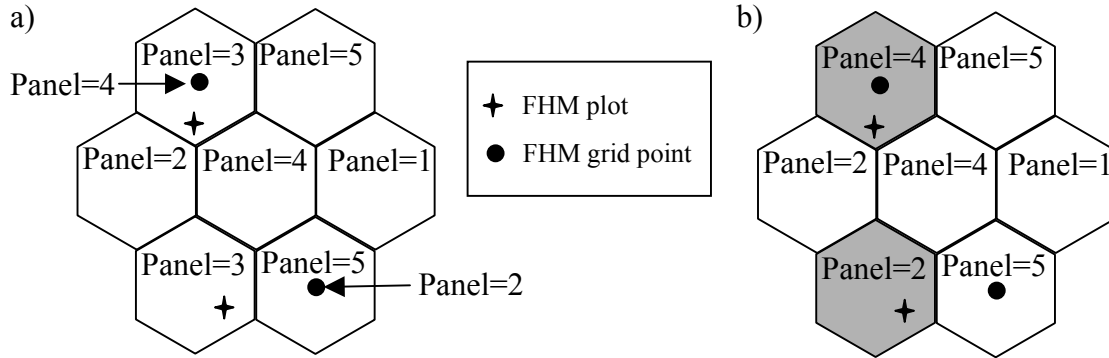 a)
Panel=3
Panel=5
Panel=4
Panel=2
Panel=4
Panel=1
Panel=3
Panel=5
Panel=2
FHM plot
FHM grid point
b)
Panel=4
Panel=5
Panel=2
Panel=4
Panel=1
Panel=2
Panel=5